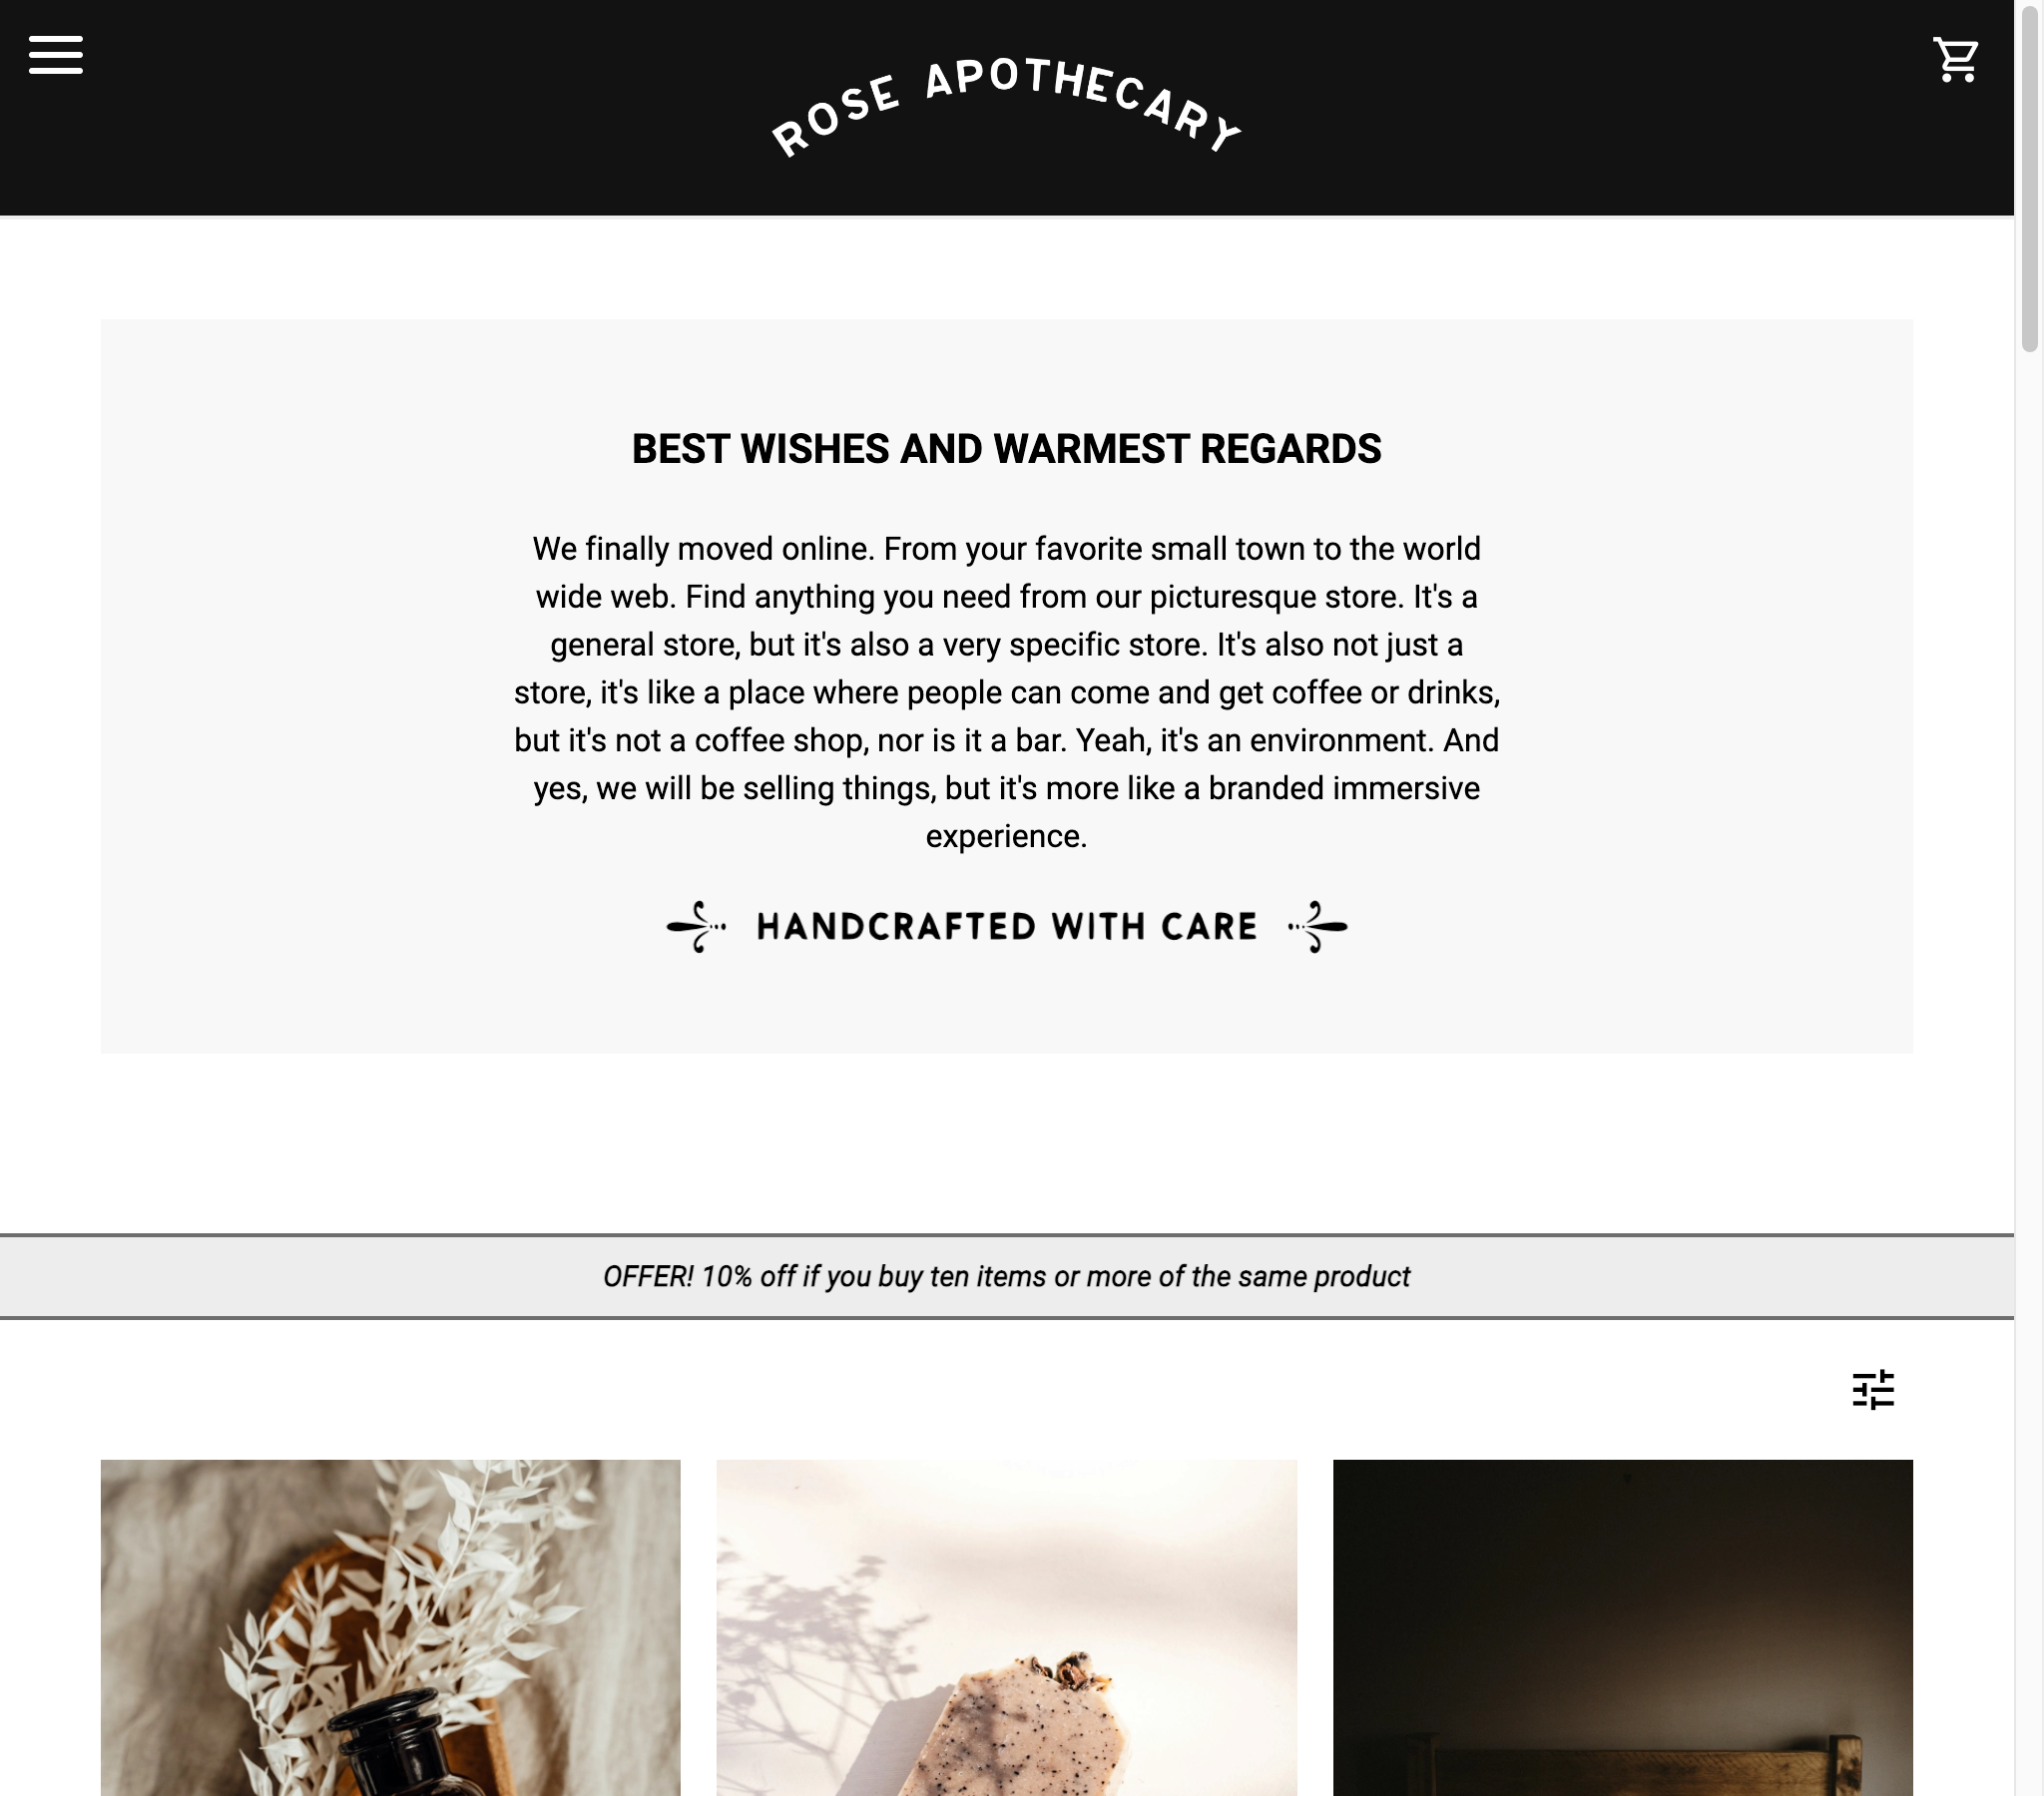 ROSE APOTHECARY
BEST WISHES AND WARMEST REGARDS
We finally moved online. From your favorite small town to the world
wide web. Find anything you need from our picturesque store. It's a
general store, but it's also a very specific store. It's also not just a
store, it's like a place where people can come and get coffee or drinks,
but it's not a coffee shop, nor is it a bar. Yeah, it's an environment. And
yes, we will be selling things, but it's more like a branded immersive
experience.
HANDCRAFTED WITH CARE
OFFER! 10% off if you buy ten items or more of the same product